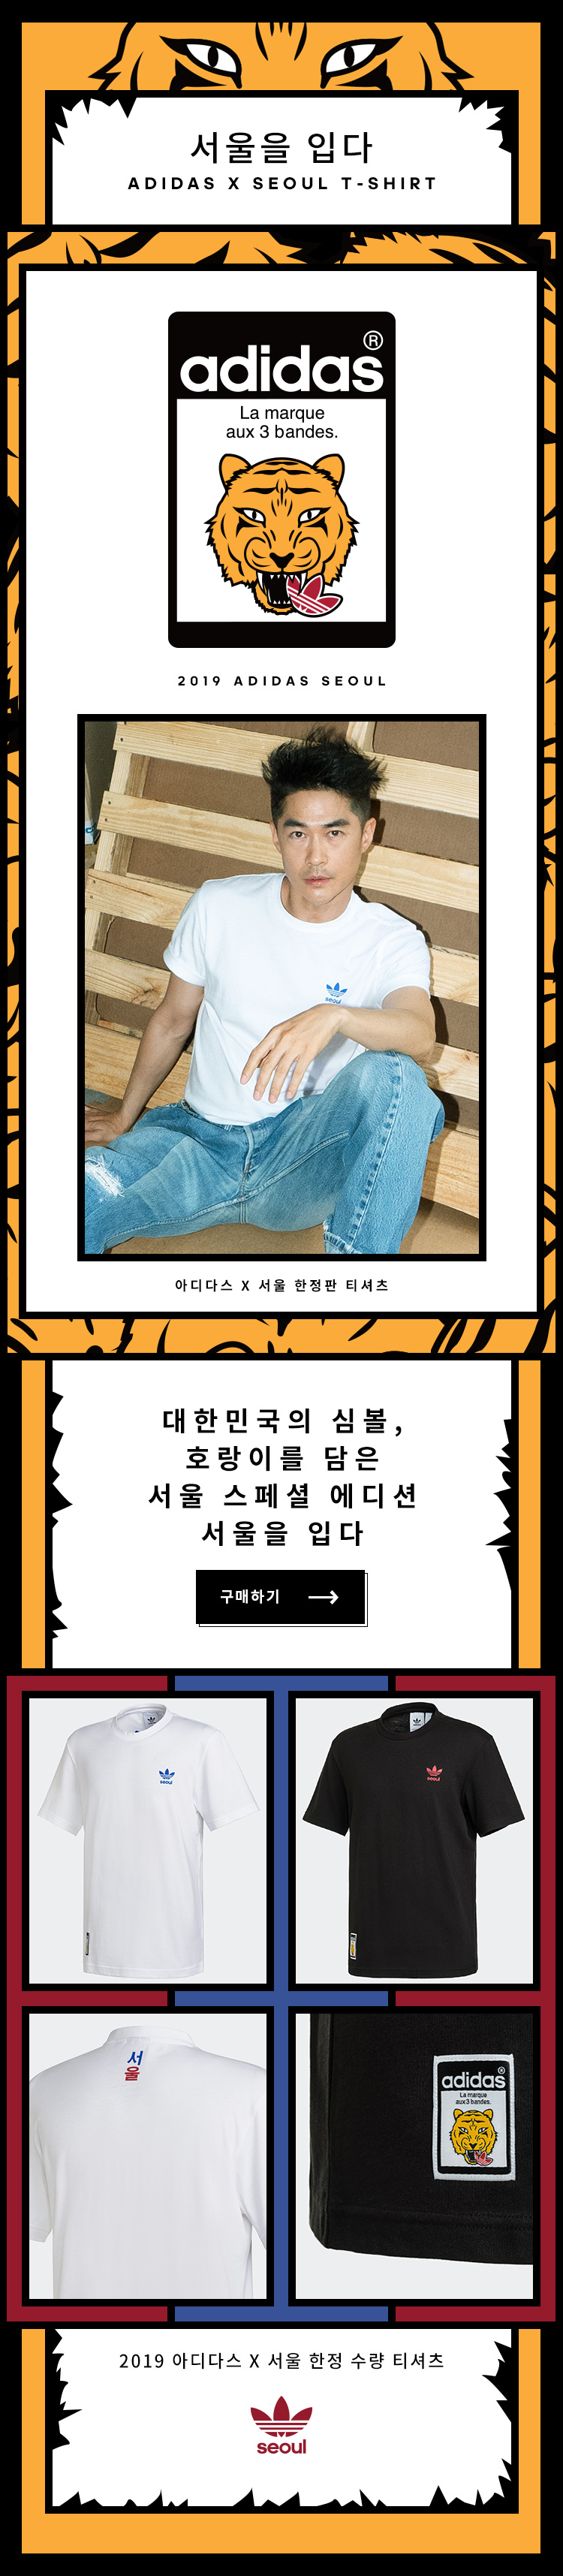 서울을 입다
ADIDAS X SEOUL T-SHIRT
adidas®
La marque
aux 3 bandes.
2019 ADIDAS SEOUL
seoul
아디다스 X 서울 한정판 티셔츠
대한민국의 심볼,
호랑이를 담은
서울 스페셜 에디션
서울을 입다
구매하기
seoul
seoul
서
울
adidas®
La marque
aux 3 bandes.
2019 아디다스 X 서울 한정 수량 티셔츠
seoul